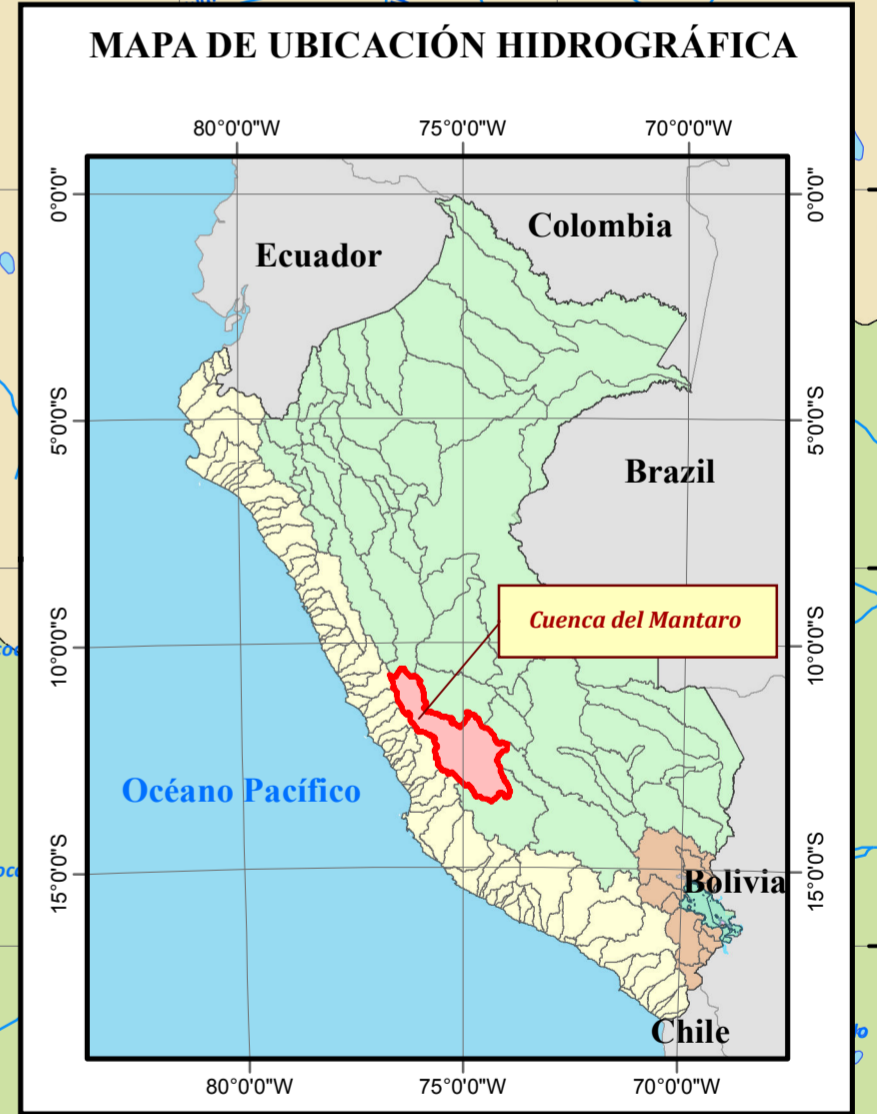 MAPA DE UBICACIÓN HIDROGRÁFICA
80°0'0"W 75°0'0"W 70°0'0"W
0°0'0" 0°0'0"
Colombia
Ecuador
5°0'0"S 5°0'0"S
Brazil
Cuenca del Mantaro
10°0'0"S 10°0'0"S
Océano Pacífico
15°0'0"S 15°0'0"S
Bolivia
Chile
80°0'0"W 75°0'0"W 70°0'0"W